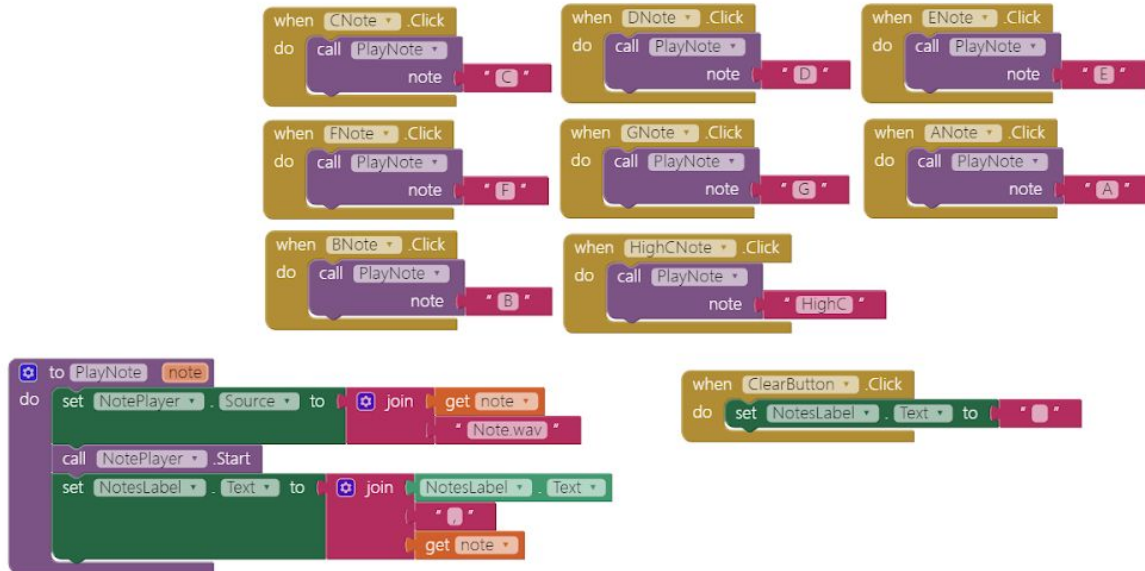 when CNote .Click
do call PlayNote
note " C "
when DNote .Click
do call PlayNote
note " D "
when ENote .Click
do call PlayNote
note " E "
when FNote .Click
do call PlayNote
note " F "
when GNote .Click
do call PlayNote
note " G "
when ANote .Click
do call PlayNote
note " A "
when BNote .Click
do call PlayNote
note " B "
when HighCNote .Click
do call PlayNote
note " HighC "
to PlayNote note
do set NotePlayer . Source to join get note
" Note.wav "
call NotePlayer .Start
set NotesLabel . Text to join NotesLabel . Text
" , "
get note
when ClearButton .Click
do set NotesLabel . Text to " "